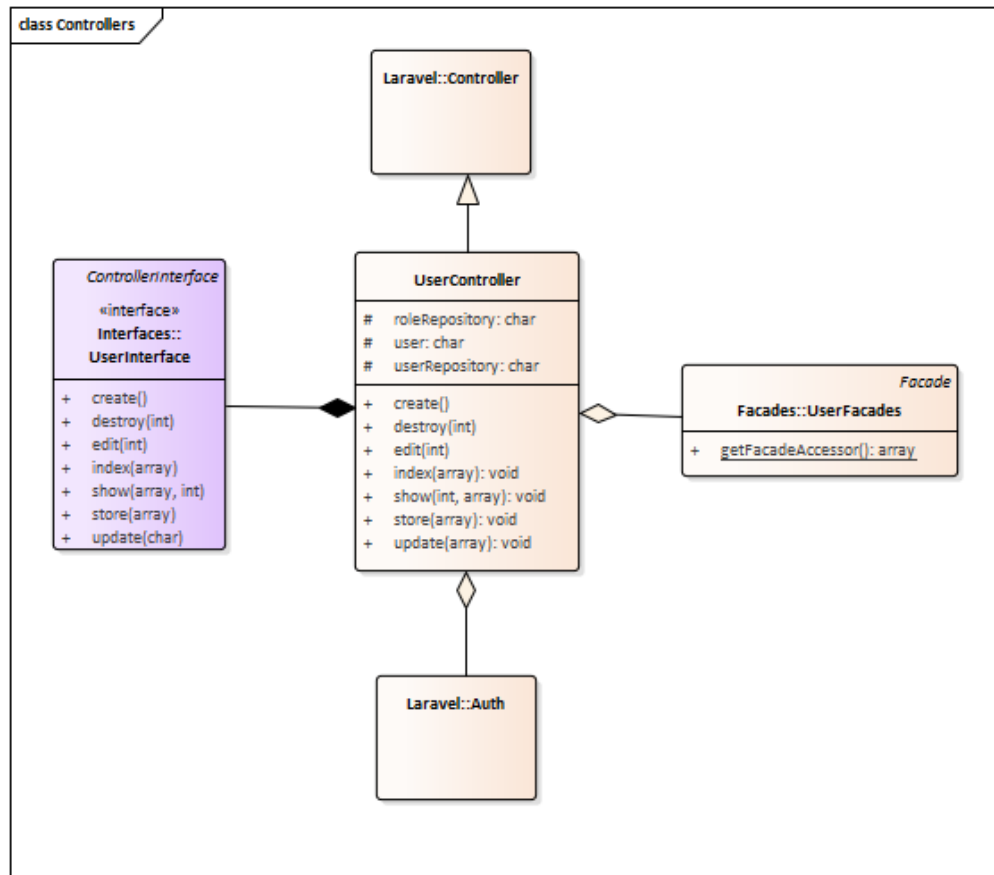 class Controllers
Laravel::Controller
ControllerInterface
«interface»
Interfaces::
UserInterface
+ create()
+ destroy(int)
+ edit(int)
+ index(array)
+ show(array, int)
+ store(array)
+ update(char)
UserController
# roleRepository: char
# user: char
# userRepository: char
+ create()
+ destroy(int)
+ edit(int)
+ index(array): void
+ show(int, array): void
+ store(array): void
+ update(array): void
Facade
Facades::UserFacades
+ getFacadeAccessor(): array
Laravel::Auth